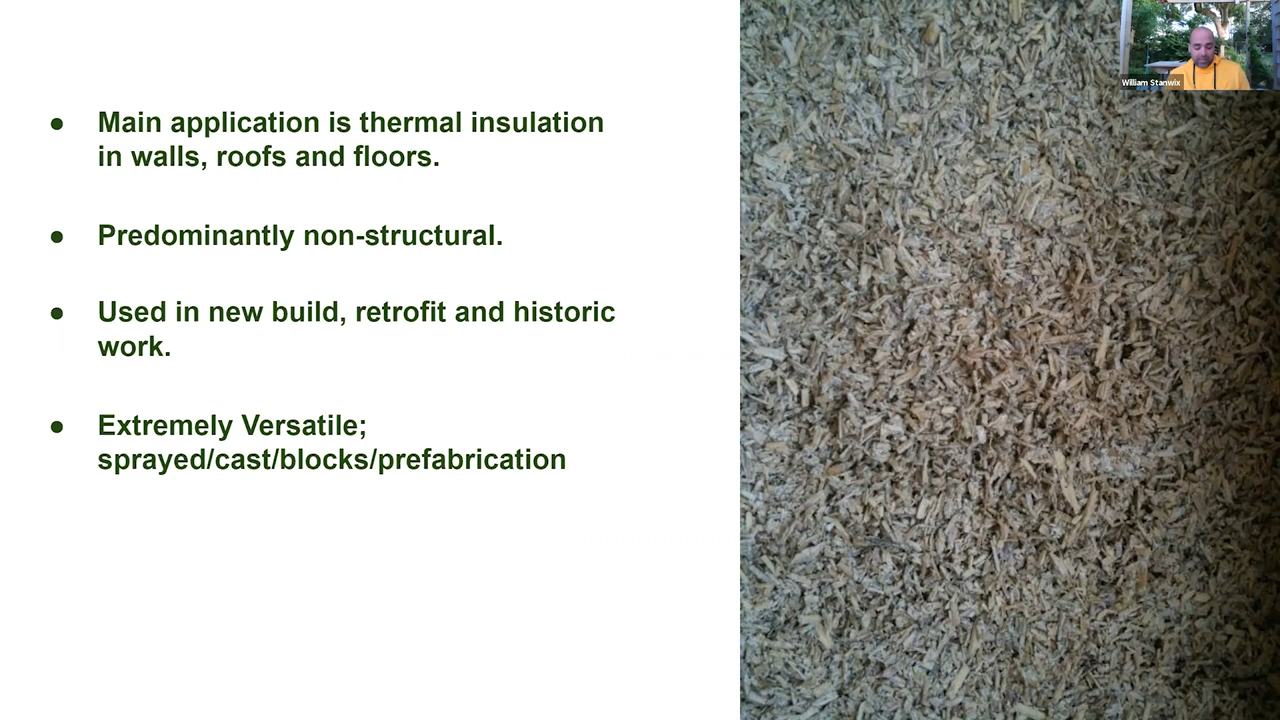 ● Main application is thermal insulation
in walls, roofs and floors.
● Predominantly non-structural.
● Used in new build, retrofit and historic
work.
● Extremely Versatile;
sprayed/cast/blocks/prefabrication
William Stanwix